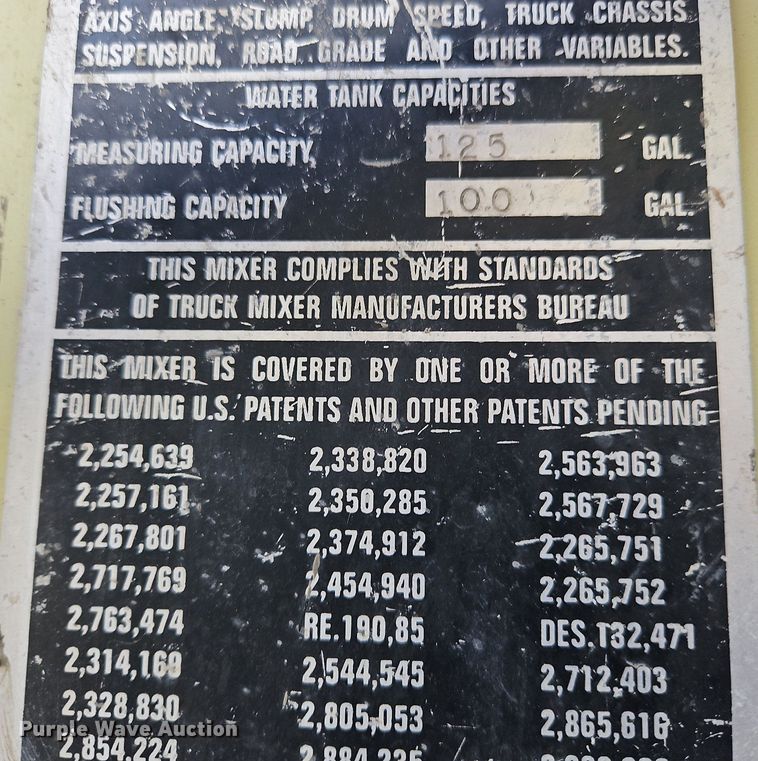 AXIS ANGLE, SLUMP, DRUM SPEED, TRUCK CHASSIS
SUSPENSION, ROAD GRADE AND OTHER VARIABLES.
WATER TANK CAPACITIES
MEASURING CAPACITY 125 GAL.
FLUSHING CAPACITY 100 GAL.
THIS MIXER COMPLIES WITH STANDARDS
OF TRUCK MIXER MANUFACTURERS BUREAU
THIS MIXER IS COVERED BY ONE OR MORE OF THE
FOLLOWING U.S. PATENTS AND OTHER PATENTS PENDING
2,254,639 2,338,820 2,563,963
2,257,161 2,350,285 2,567,729
2,267,801 2,374,912 2,265,751
2,717,769 2,454,940 2,265,752
2,763,474 RE.190,85 DES.132,471
2,314,169 2,544,545 2,712,403
2,328,830 2,805,053 2,865,616
2,854,224 2,884,235
Purple Wave Auction